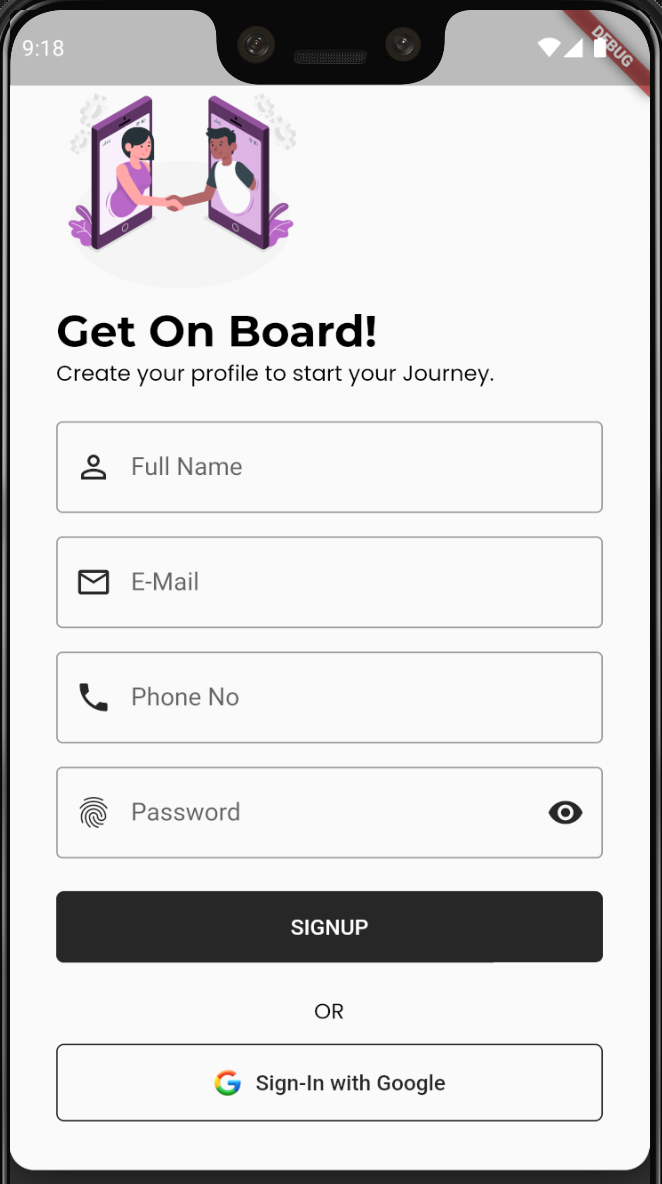 9:18
DEBUG
Get On Board!
Create your profile to start your Journey.
Full Name
E-Mail
Phone No
Password
SIGNUP
OR
Sign-In with Google